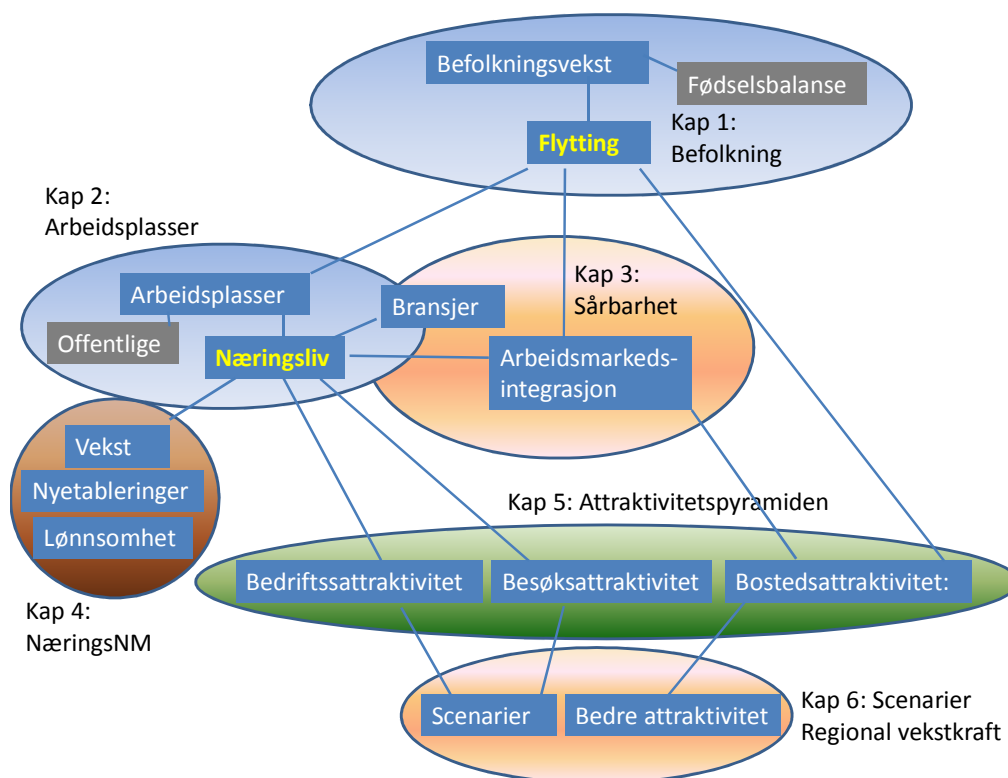 Befolkningsvekst
Fødselsbalanse
Flytting
Kap 1:
Befolkning
Kap 2:
Arbeidsplasser
Arbeidsplasser
Bransjer
Offentlige
Næringsliv
Kap 3:
Sårbarhet
Arbeidsmarkeds-
integrasjon
Vekst
Nyetableringer
Lønnsomhet
Kap 4:
NæringsNM
Kap 5: Attraktivitetspyramiden
Bedriftssattraktivitet
Besøksattraktivitet
Bostedsattraktivitet:
Scenarier
Bedre attraktivitet
Kap 6: Scenarier
Regional vekstkraft